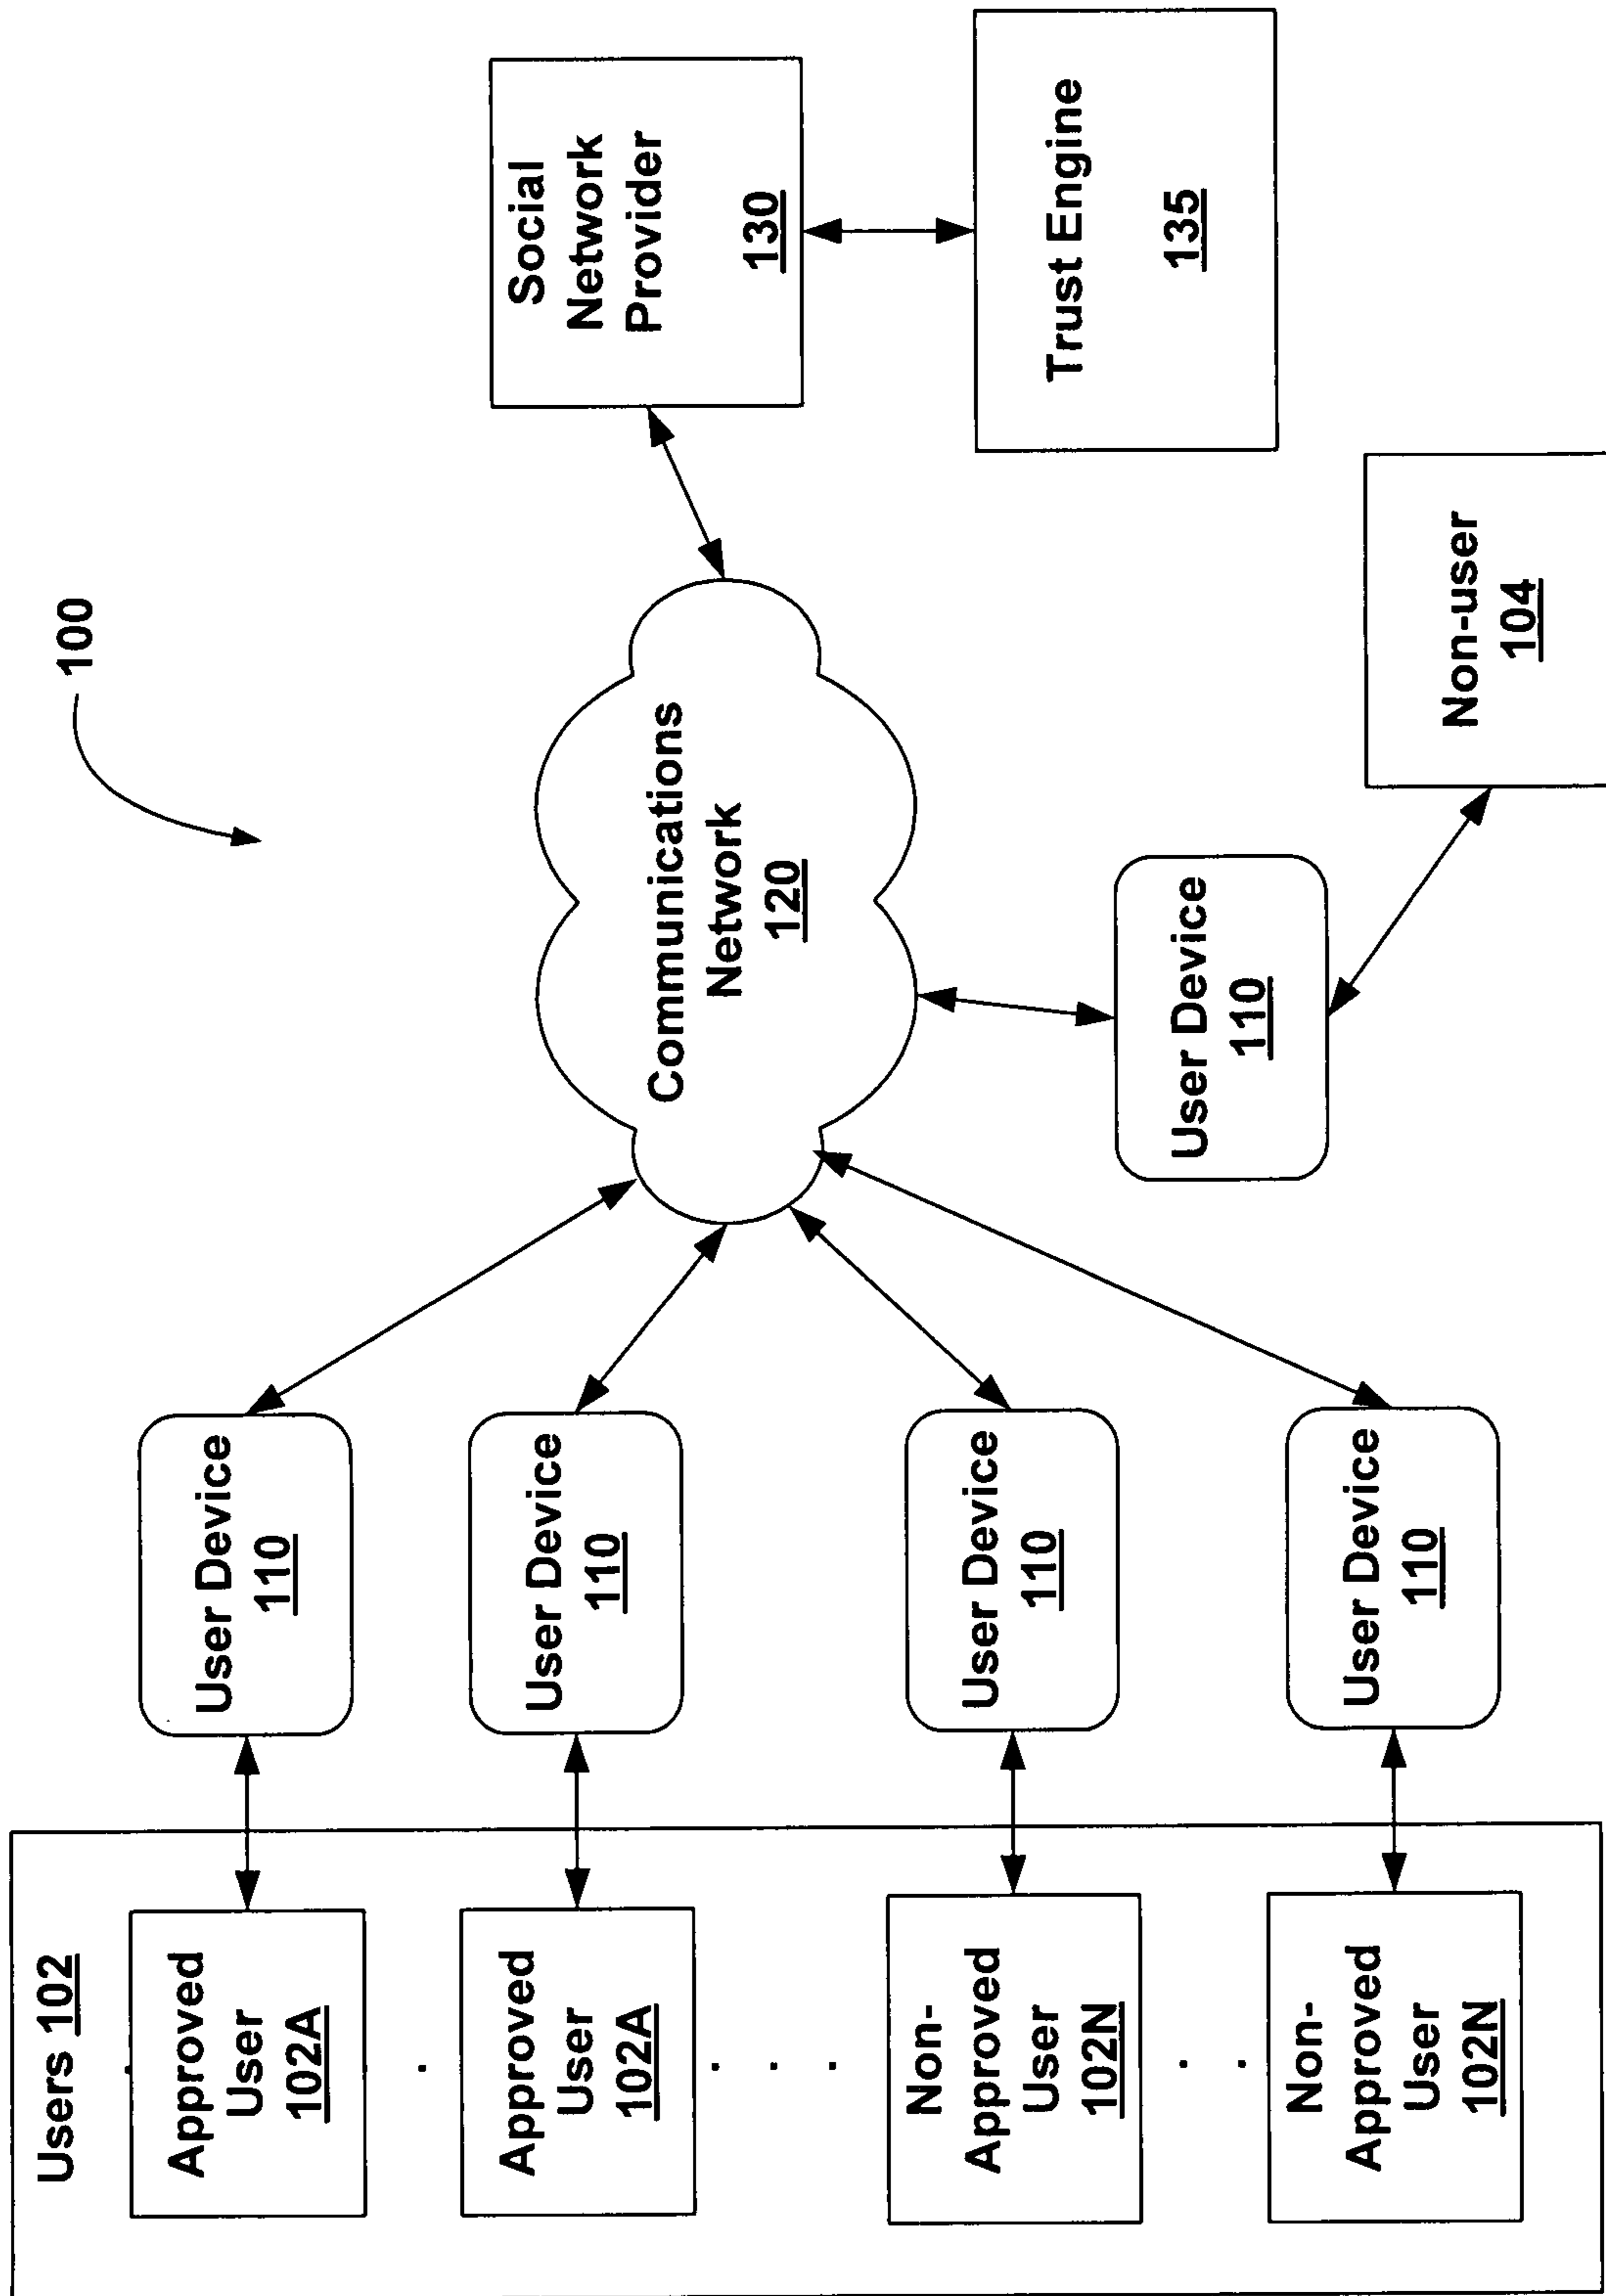 100
Users 102
Approved
User
102A
Approved
User
102A
Non-
Approved
User
102N
Non-
Approved
User
102N
User Device
110
User Device
110
User Device
110
User Device
110
Communications
Network
120
User Device
110
Non-user
104
Social
Network
Provider
130
Trust Engine
135